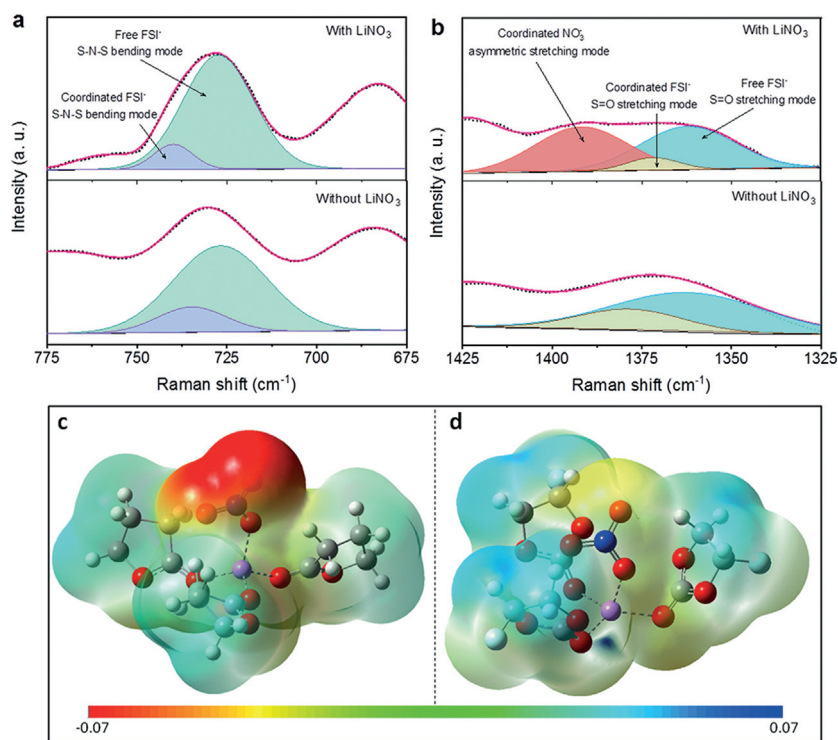 a
With LiNO₃
Free FSI⁻
S-N-S bending mode
Coordinated FSI⁻
S-N-S bending mode
Without LiNO₃
Intensity (a. u.)
775 750 725 700 675
Raman shift (cm⁻¹)
b
With LiNO₃
Coordinated NO₃⁻
asymmetric stretching mode
Coordinated FSI⁻
S=O stretching mode
Free FSI⁻
S=O stretching mode
Without LiNO₃
Intensity (a. u.)
1425 1400 1375 1350 1325
Raman shift (cm⁻¹)
c
d
-0.07 0.07